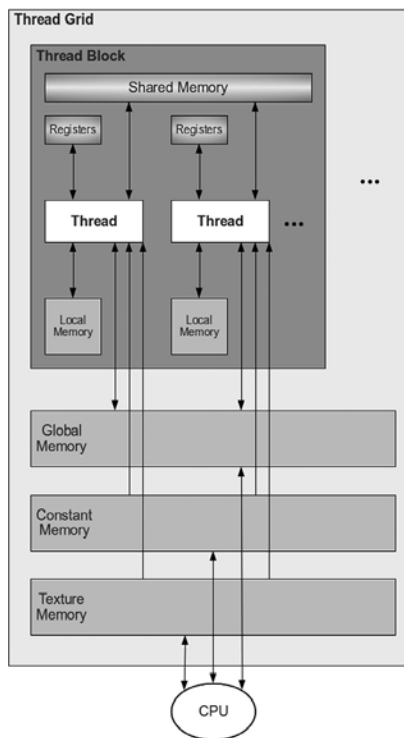 Thread Grid
Thread Block
Shared Memory
Registers
Registers
Thread
Thread
...
...
Local
Memory
Local
Memory
Global
Memory
Constant
Memory
Texture
Memory
CPU